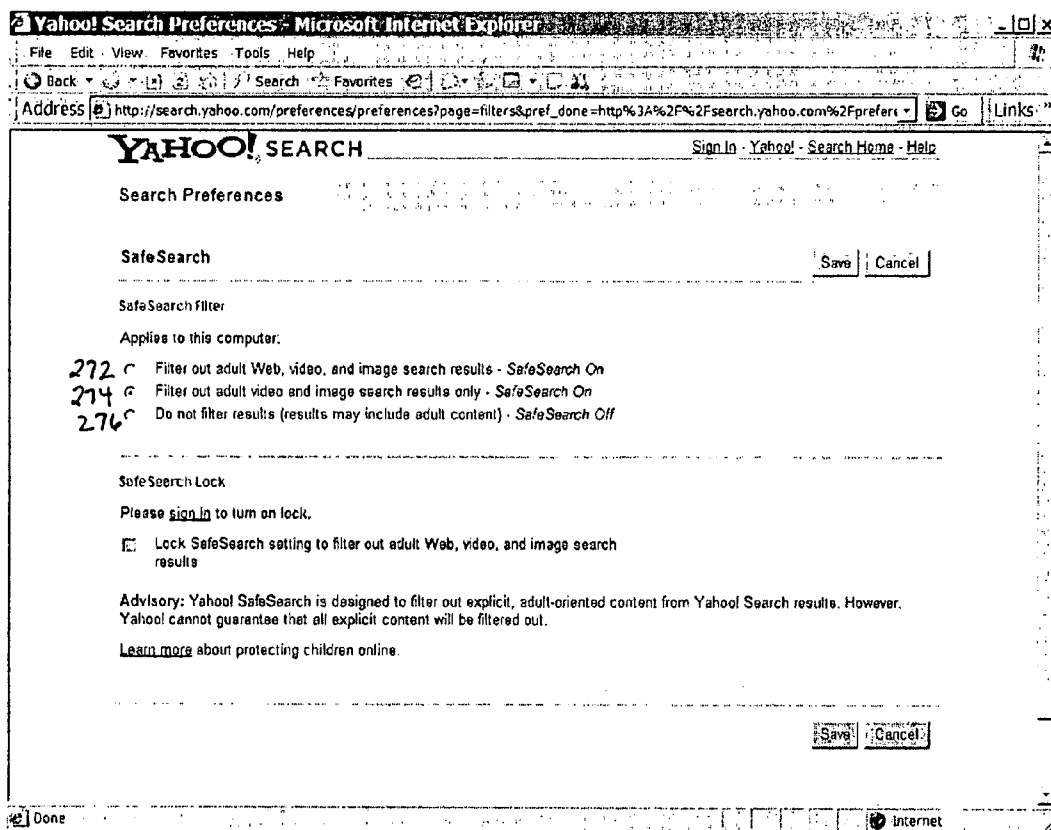 Yahoo! Search Preferences - Microsoft Internet Explorer
File Edit View Favorites Tools Help
Back Search Favorites
Address http://search.yahoo.com/preferences/preferences?page=filters&pref_done=http%3A%2F%2Fsearch.yahoo.com%2Fprefere Go Links »
YAHOO! SEARCH Sign In - Yahoo! - Search Home - Help
Search Preferences
SafeSearch Save Cancel
SafeSearch Filter
Applies to this computer:
272 Filter out adult Web, video, and image search results - SafeSearch On
274 Filter out adult video and image search results only - SafeSearch On
276 Do not filter results (results may include adult content) - SafeSearch Off
SafeSearch Lock
Please sign in to turn on lock.
Lock SafeSearch setting to filter out adult Web, video, and image search
results
Advisory: Yahoo! SafeSearch is designed to filter out explicit, adult-oriented content from Yahoo! Search results. However,
Yahoo! cannot guarantee that all explicit content will be filtered out.
Learn more about protecting children online.
Save Cancel
Done Internet